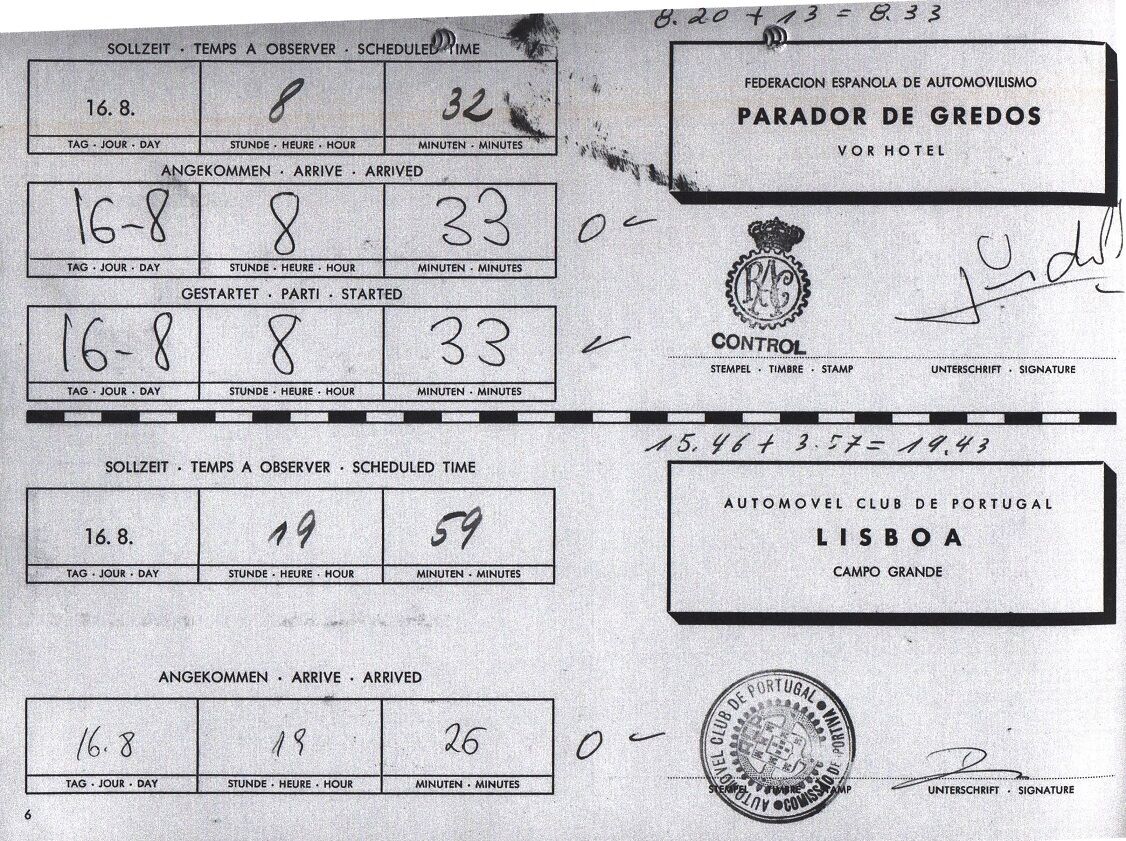 8.20 + 13 = 8.33
SOLLZEIT · TEMPS A OBSERVER · SCHEDULED TIME
16. 8. 8 32
TAG · JOUR · DAY STUNDE · HEURE · HOUR MINUTEN · MINUTES
FEDERACION ESPANOLA DE AUTOMOVILISMO
PARADOR DE GREDOS
VOR HOTEL
ANGEKOMMEN · ARRIVE · ARRIVED
16-8 8 33 0
TAG · JOUR · DAY STUNDE · HEURE · HOUR MINUTEN · MINUTES
GESTARTET · PARTI · STARTED
16-8 8 33
TAG · JOUR · DAY STUNDE · HEURE · HOUR MINUTEN · MINUTES
CONTROL
STEMPEL · TIMBRE · STAMP UNTERSCHRIFT · SIGNATURE
15.46 + 3.57 = 19.43
SOLLZEIT · TEMPS A OBSERVER · SCHEDULED TIME
16. 8. 19 59
TAG · JOUR · DAY STUNDE · HEURE · HOUR MINUTEN · MINUTES
AUTOMOVEL CLUB DE PORTUGAL
LISBOA
CAMPO GRANDE
ANGEKOMMEN · ARRIVE · ARRIVED
16.8 19 26 0
TAG · JOUR · DAY STUNDE · HEURE · HOUR MINUTEN · MINUTES
AUTOMOVEL CLUB DE PORTUGAL
COMISSÃO DE
STEMPEL TIMBRE STAMP UNTERSCHRIFT · SIGNATURE
6